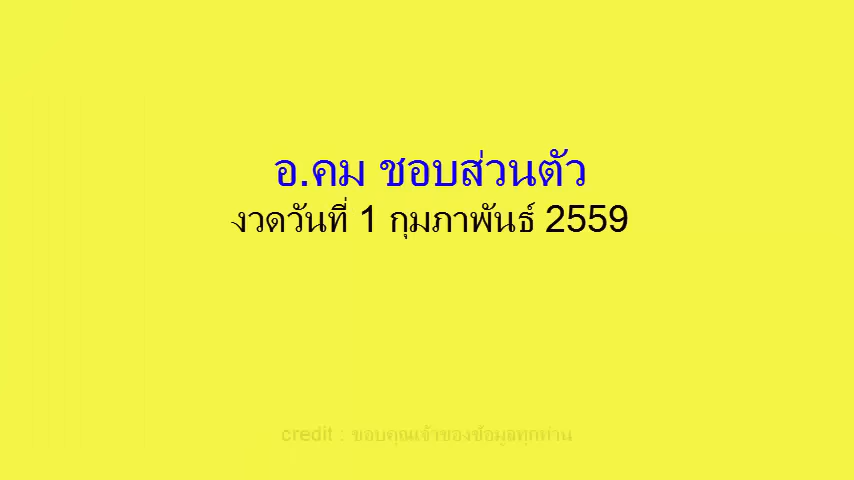 อ.คม ชอบส่วนตัว
งวดวันที่ 1 กุมภาพันธ์ 2559
credit : ขอบคุณเจ้าของข้อมูลทุกท่าน